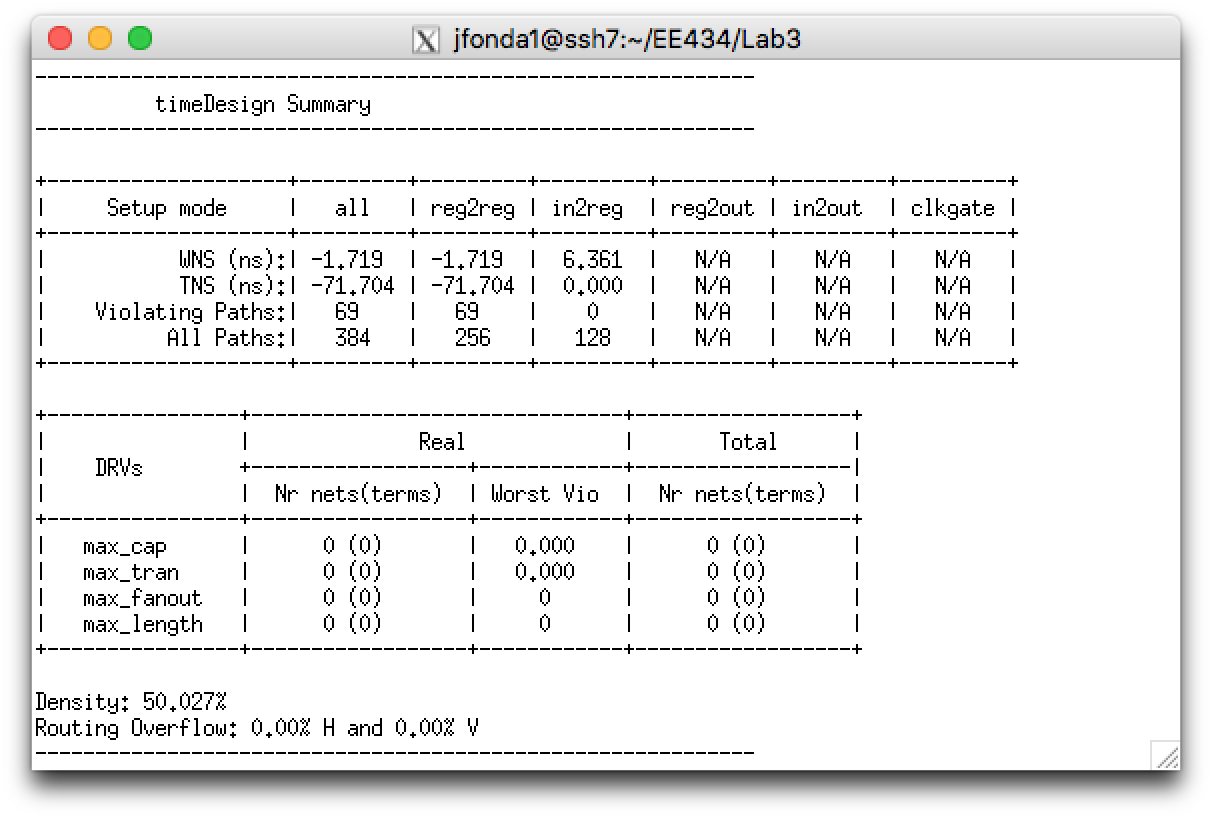 jfonda1@ssh7:~/EE434/Lab3
------------------------------------------------------------
          timeDesign Summary
------------------------------------------------------------
+---------------------+---------+---------+---------+---------+---------+---------+
|     Setup mode      |   all   | reg2reg | in2reg  | reg2out | in2out  | clkgate |
+---------------------+---------+---------+---------+---------+---------+---------+
|           WNS (ns):| -1.719  | -1.719  |  6.361  |   N/A   |   N/A   |   N/A   |
|           TNS (ns):| -71.704 | -71.704 |  0.000  |   N/A   |   N/A   |   N/A   |
|    Violating Paths:|   69    |   69    |    0    |   N/A   |   N/A   |   N/A   |
|          All Paths:|   384   |   256   |   128   |   N/A   |   N/A   |   N/A   |
+---------------------+---------+---------+---------+---------+---------+---------+
+----------------+-------------------------------+------------------+
|                |              Real             |       Total      |
|    DRVs        +------------------+------------+------------------|
|                |  Nr nets(terms)  | Worst Vio  |  Nr nets(terms)  |
+----------------+------------------+------------+------------------+
|   max_cap      |      0 (0)       |   0.000    |      0 (0)       |
|   max_tran     |      0 (0)       |   0.000    |      0 (0)       |
|   max_fanout   |      0 (0)       |     0      |      0 (0)       |
|   max_length   |      0 (0)       |     0      |      0 (0)       |
+----------------+------------------+------------+------------------+
Density: 50.027%
Routing Overflow: 0.00% H and 0.00% V
------------------------------------------------------------